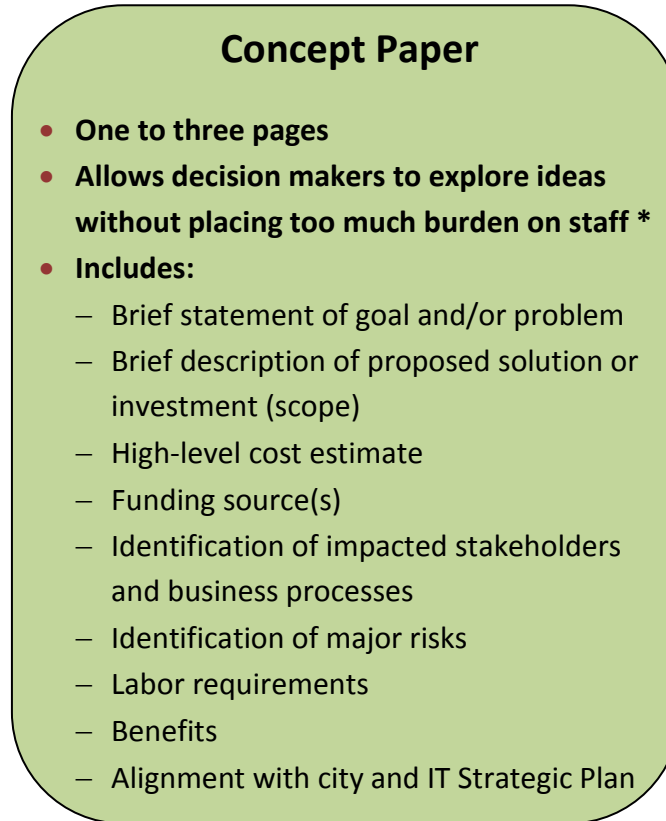 Concept Paper
• One to three pages
• Allows decision makers to explore ideas
without placing too much burden on staff *
• Includes:
– Brief statement of goal and/or problem
– Brief description of proposed solution or
investment (scope)
– High-level cost estimate
– Funding source(s)
– Identification of impacted stakeholders
and business processes
– Identification of major risks
– Labor requirements
– Benefits
– Alignment with city and IT Strategic Plan